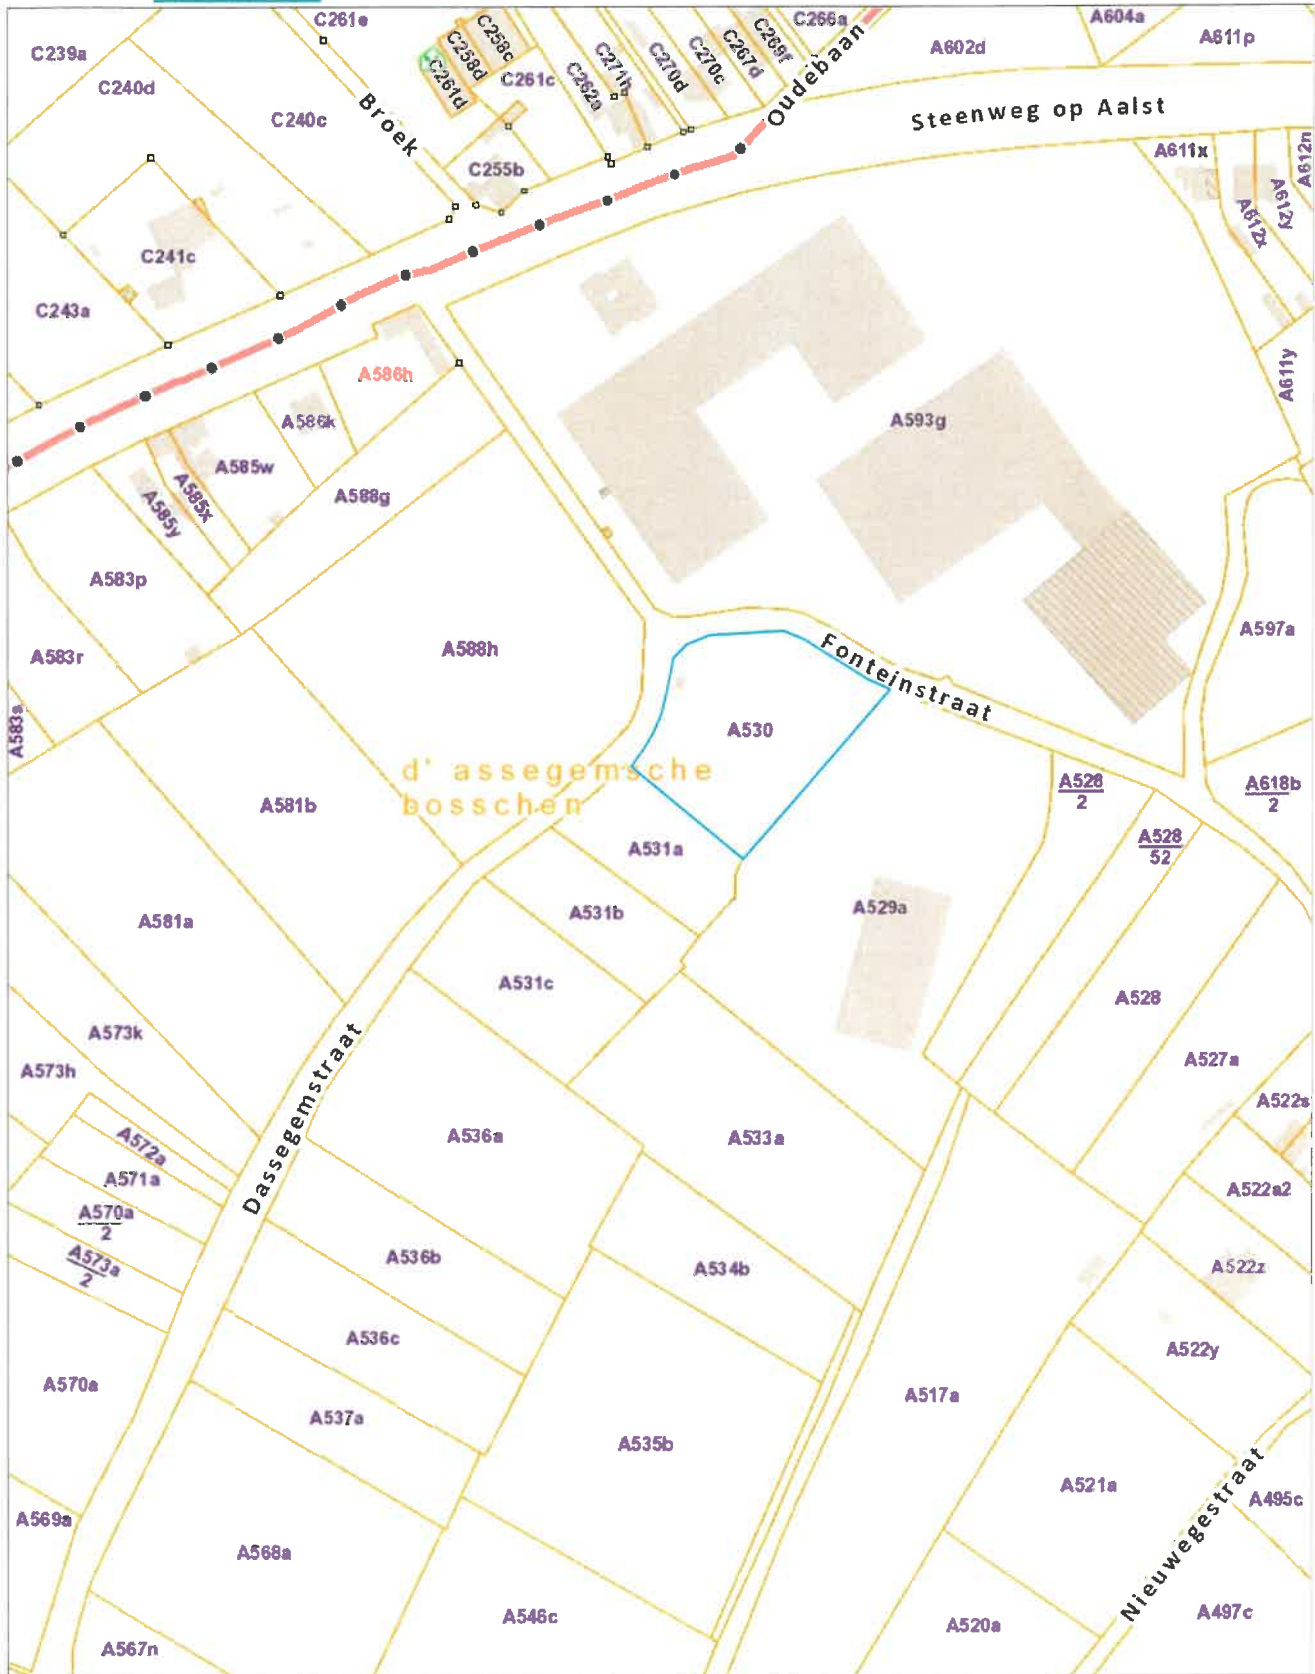 C261e
C258c
C266a
A604a
C239a
C258d
C269f
A602d
A611p
C240d
C261d
C261c
C262a
C271h
C270d
C270c
C267d
Oudebaan
Steenweg op Aalst
C240c
Broek
C255b
A611x
A612n
A612y
A612x
C241c
C243a
A586h
A611y
A586k
A593g
A585w
A585x
A588g
A585y
A583p
A597a
A583r
A588h
Fonteinstraat
A583s
A530
d' assegemsche
bosschen
A581b
A528
2
A618b
2
A528
52
A531a
A581a
A531b
A529a
A531c
A528
A573k
A573h
Dassegemstraat
A527a
A522s
A572a
A536a
A533a
A571a
A570a
2
A522a2
A573a
2
A536b
A534b
A522z
A536c
A522y
A570a
A537a
A517a
A535b
A521a
Nieuwegestraat
A495c
A569a
A568a
A546c
A520a
A497c
A567n